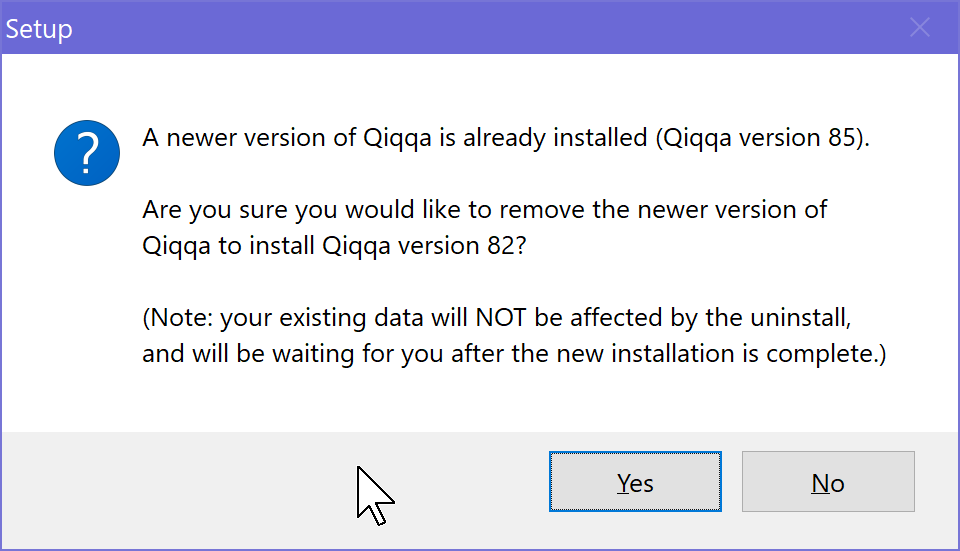 Setup
A newer version of Qiqqa is already installed (Qiqqa version 85).
Are you sure you would like to remove the newer version of
Qiqqa to install Qiqqa version 82?
(Note: your existing data will NOT be affected by the uninstall,
and will be waiting for you after the new installation is complete.)
?
Yes
No